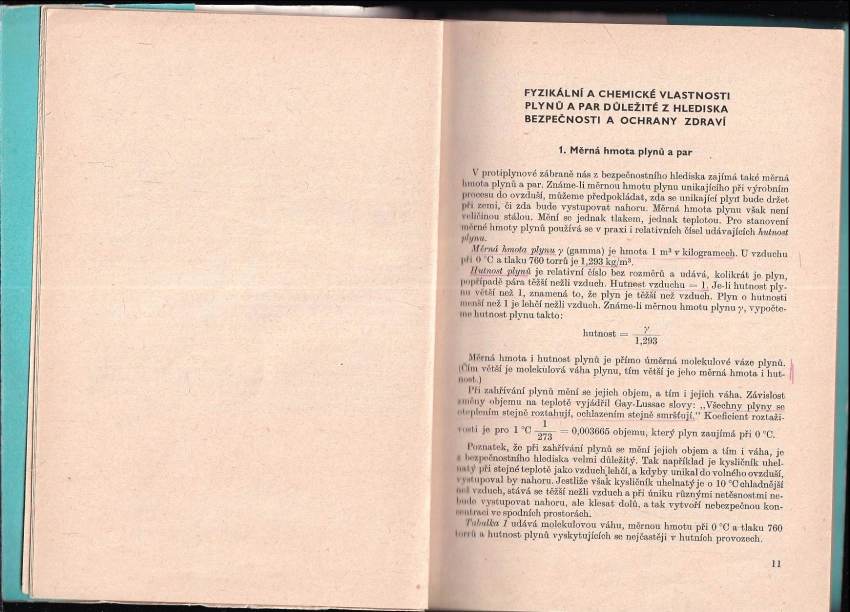 FYZIKÁLNÍ A CHEMICKÉ VLASTNOSTI
PLYNŮ A PAR DŮLEŽITÉ Z HLEDISKA
BEZPEČNOSTI A OCHRANY ZDRAVÍ
1. Měrná hmota plynů a par
V protiplynové zábraně nás z bezpečnostního hlediska zajímá také měrná
hmota plynů a par. Známe-li měrnou hmotu plynu unikajícího při výrobním
procesu do ovzduší, můžeme předpokládat, zda se unikající plyn bude držet
při zemi, či zda bude vystupovat nahoru. Měrná hmota plynu však není
veličinou stálou. Mění se jednak tlakem, jednak teplotou. Pro stanovení
měrné hmoty plynů používá se v praxi i relativních čísel udávajících hutnost
plynu.
Měrná hmota plynu γ (gamma) je hmota 1 m³ v kilogramech. U vzduchu
při 0 °C a tlaku 760 torrů je 1,293 kg/m³.
Hutnost plynů je relativní číslo bez rozměrů a udává, kolikrát je plyn,
popřípadě pára těžší nežli vzduch. Hutnost vzduchu = 1. Je-li hutnost ply-
nu větší než 1, znamená to, že plyn je těžší než vzduch. Plyn o hutnosti
menší než 1 je lehčí nežli vzduch. Známe-li měrnou hmotu plynu γ, vypočte-
me hutnost plynu takto:
hutnost = γ / 1,293
Měrná hmota i hutnost plynů je přímo úměrná molekulové váze plynů.
(Čím větší je molekulová váha plynu, tím větší je jeho měrná hmota i hut-
nost.)
Při zahřívání plynů mění se jejich objem, a tím i jejich váha. Závislost
změny objemu na teplotě vyjádřil Gay-Lussac slovy: „Všechny plyny se
oteplením stejně roztahují, ochlazením stejně smršťují." Koeficient roztaži-
vosti je pro 1 °C 1/273 = 0,003665 objemu, který plyn zaujímá při 0 °C.
Poznatek, že při zahřívání plynů se mění jejich objem a tím i váha, je
z bezpečnostního hlediska velmi důležitý. Tak například je kysličník uhel-
natý při stejné teplotě jako vzduch lehčí, a kdyby unikal do volného ovzduší,
vystupoval by nahoru. Jestliže však kysličník uhelnatý je o 10 °C chladnější
než vzduch, stává se těžší nežli vzduch a při úniku různými netěsnostmi ne-
bude vystupovat nahoru, ale klesat dolů, a tak vytvoří nebezpečnou kon-
centraci ve spodních prostorách.
Tabulka 1 udává molekulovou váhu, měrnou hmotu při 0 °C a tlaku 760
torrů a hutnost plynů vyskytujících se nejčastěji v hutních provozech.
11